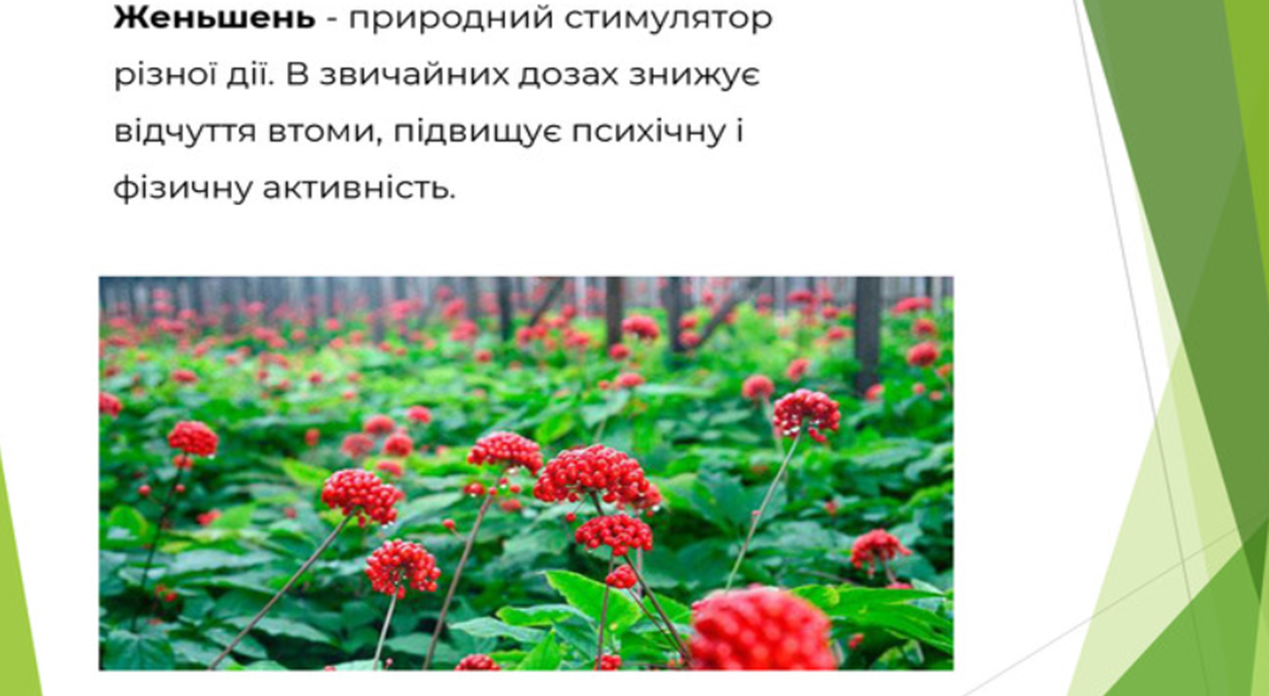 Женьшень - природний стимулятор
різної дії. В звичайних дозах знижує
відчуття втоми, підвищує психічну і
фізичну активність.